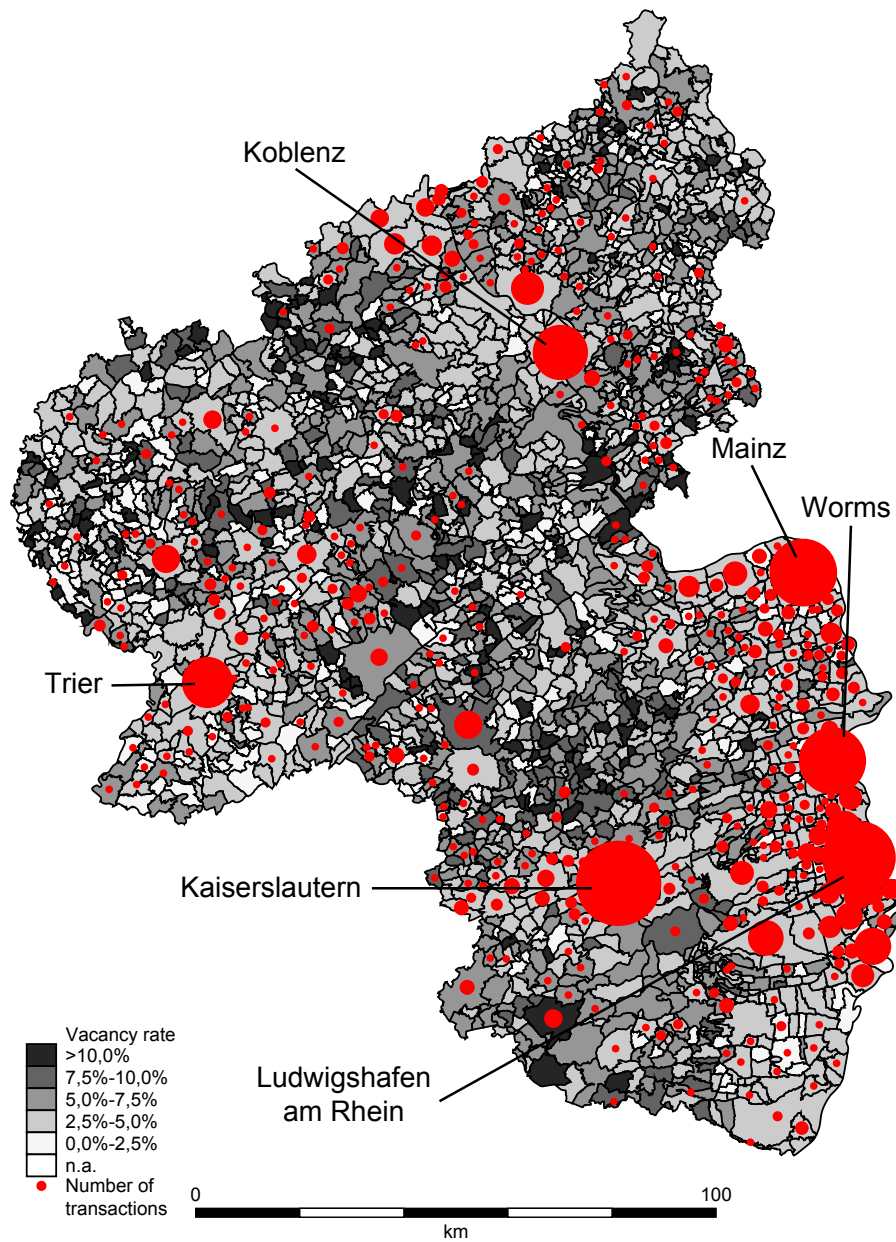 Koblenz
Mainz
Worms
Trier
Kaiserslautern
Ludwigshafen
am Rhein
Vacancy rate
>10,0%
7,5%-10,0%
5,0%-7,5%
2,5%-5,0%
0,0%-2,5%
n.a.
Number of
transactions
0 100
km